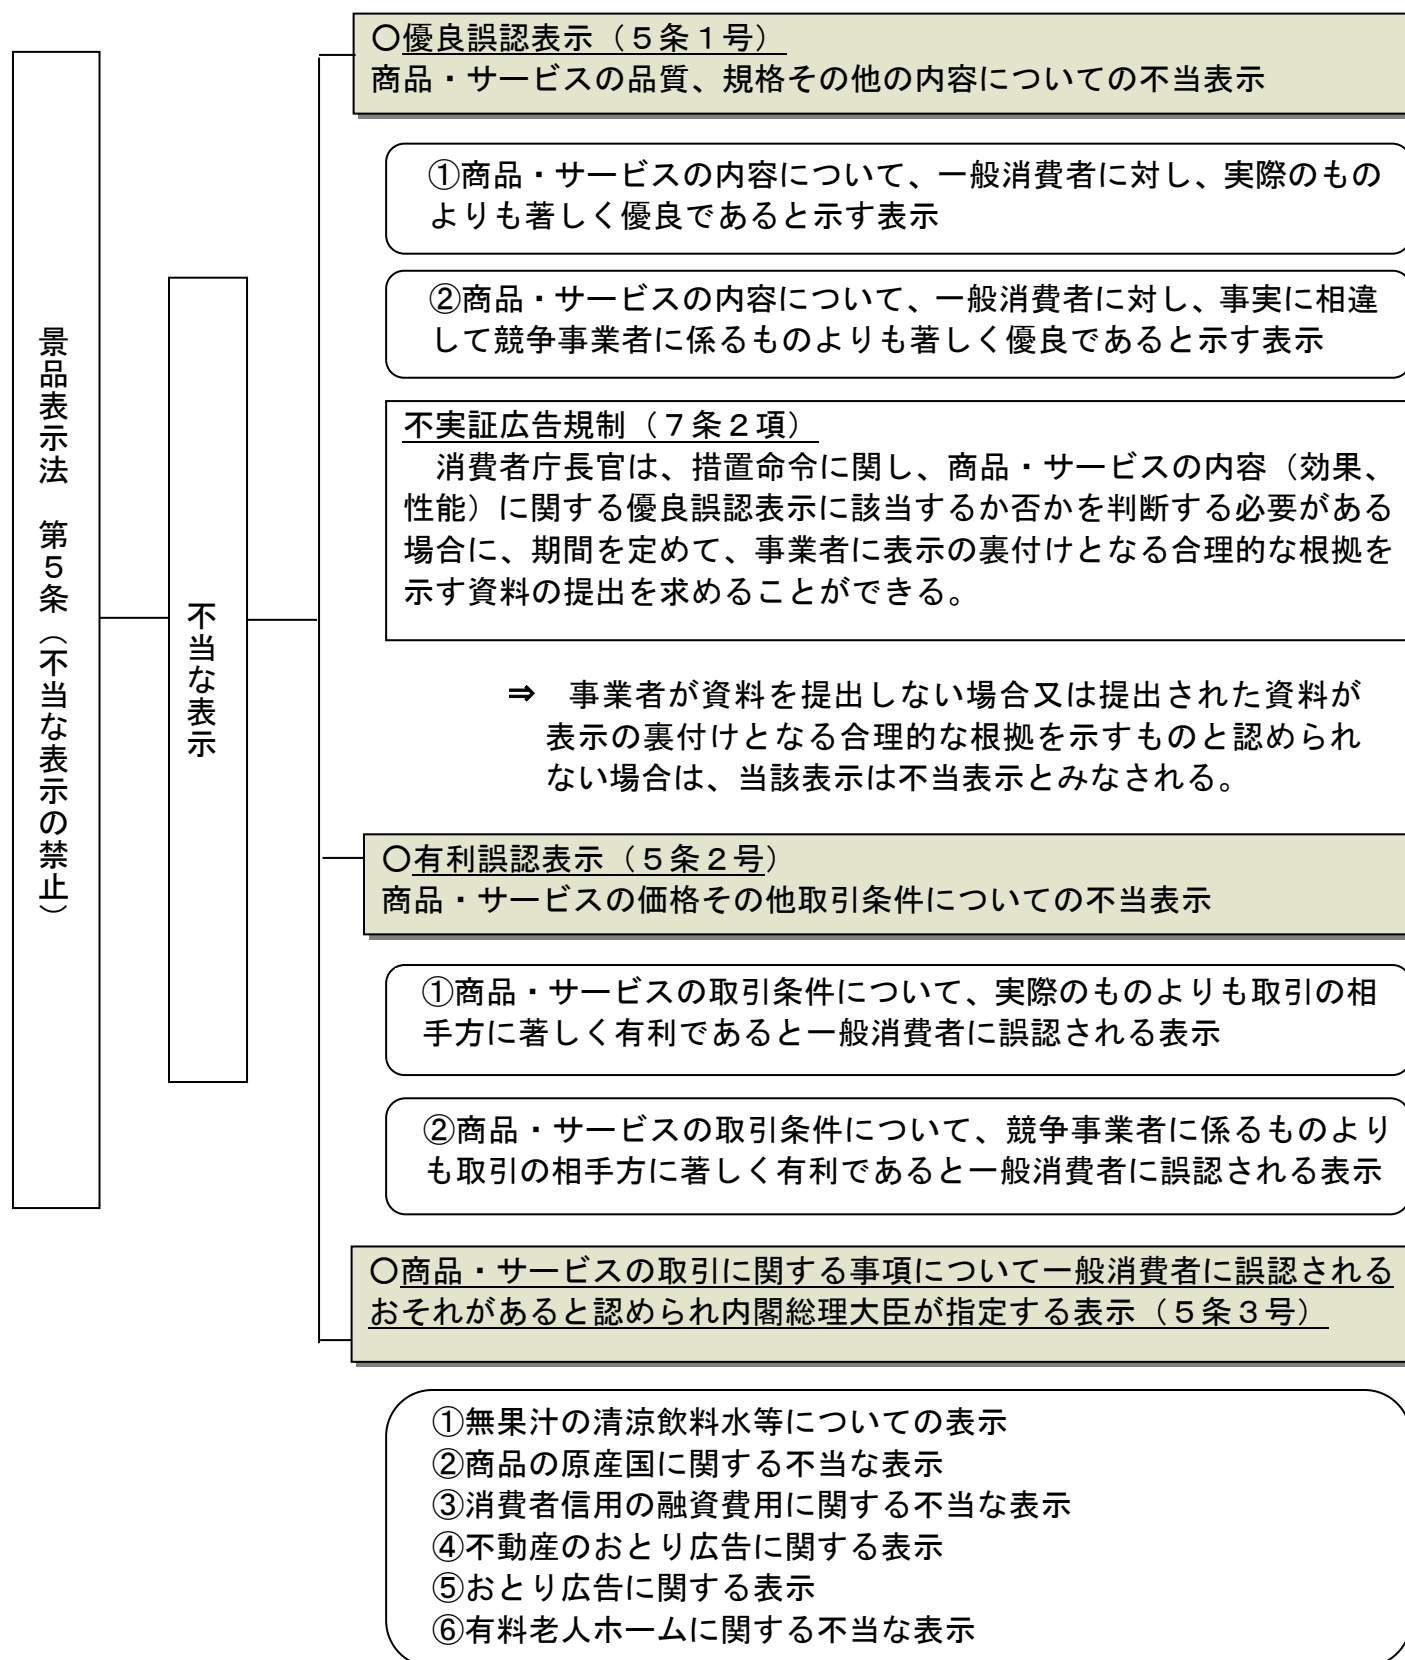 景品表示法　第５条（不当な表示の禁止）
不当な表示
〇優良誤認表示（５条１号）
商品・サービスの品質、規格その他の内容についての不当表示
①商品・サービスの内容について、一般消費者に対し、実際のもの
よりも著しく優良であると示す表示
②商品・サービスの内容について、一般消費者に対し、事実に相違
して競争事業者に係るものよりも著しく優良であると示す表示
不実証広告規制（７条２項）
　消費者庁長官は、措置命令に関し、商品・サービスの内容（効果、
性能）に関する優良誤認表示に該当するか否かを判断する必要がある
場合に、期間を定めて、事業者に表示の裏付けとなる合理的な根拠を
示す資料の提出を求めることができる。
⇒　事業者が資料を提出しない場合又は提出された資料が
表示の裏付けとなる合理的な根拠を示すものと認められ
ない場合は、当該表示は不当表示とみなされる。
〇有利誤認表示（５条２号）
商品・サービスの価格その他取引条件についての不当表示
①商品・サービスの取引条件について、実際のものよりも取引の相
手方に著しく有利であると一般消費者に誤認される表示
②商品・サービスの取引条件について、競争事業者に係るものより
も取引の相手方に著しく有利であると一般消費者に誤認される表示
〇商品・サービスの取引に関する事項について一般消費者に誤認される
おそれがあると認められ内閣総理大臣が指定する表示（５条３号）
①無果汁の清涼飲料水等についての表示
②商品の原産国に関する不当な表示
③消費者信用の融資費用に関する不当な表示
④不動産のおとり広告に関する表示
⑤おとり広告に関する表示
⑥有料老人ホームに関する不当な表示